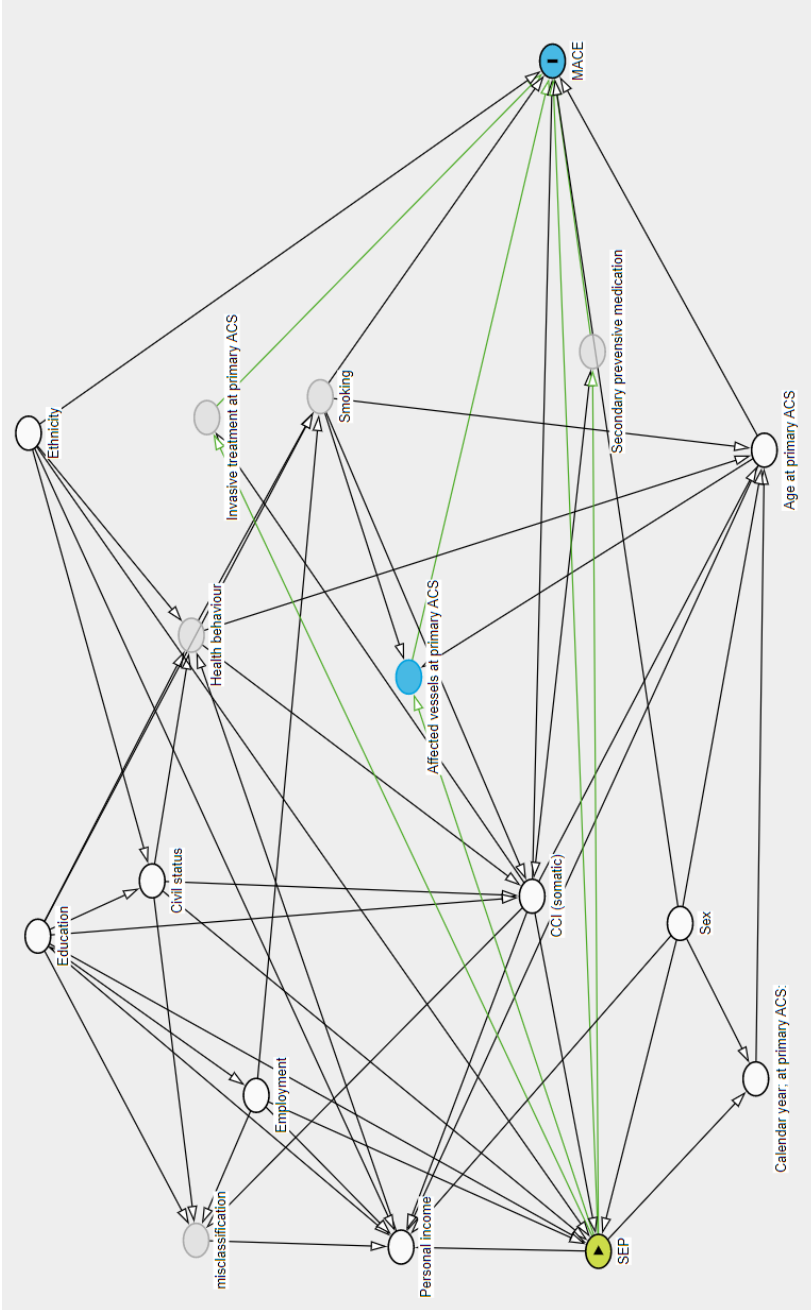 MACE
Ethnicity
Invasive treatment at primary ACS
Smoking
Secondary prevensive medication
Age at primary ACS
Health behaviour
Affected vessels at primary ACS
Civil status
Education
CCI (somatic)
Sex
Calendar year, at primary ACS:
Employment
misclassification
Personal income
SEP